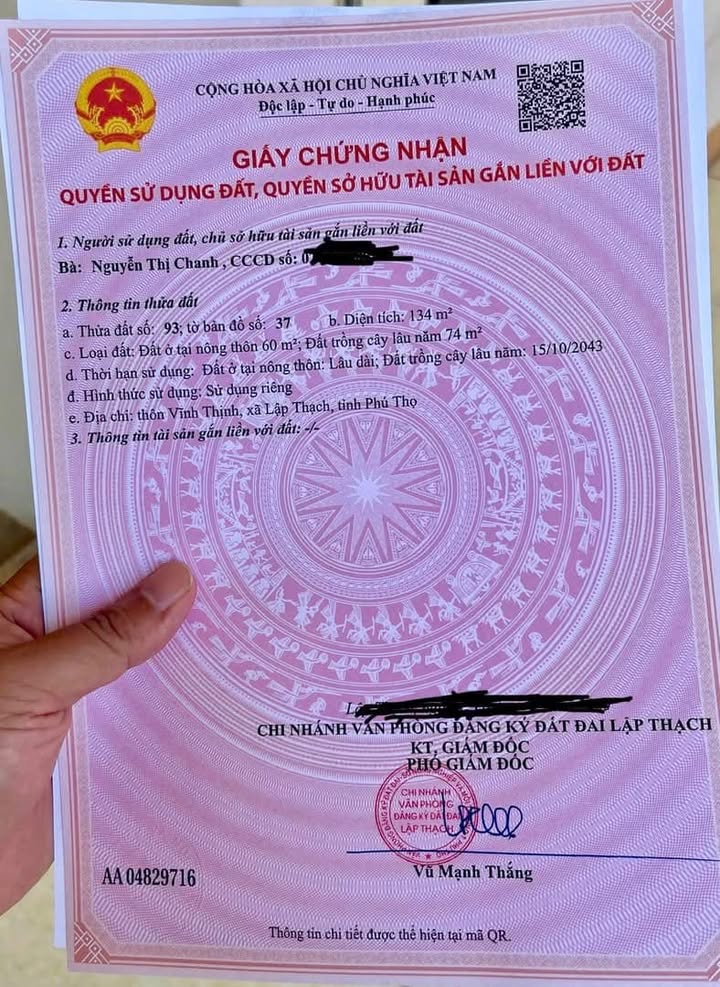 CỘNG HÒA XÃ HỘI CHỦ NGHĨA VIỆT NAM
Độc lập - Tự do - Hạnh phúc
GIẤY CHỨNG NHẬN
QUYỀN SỬ DỤNG ĐẤT, QUYỀN SỞ HỮU TÀI SẢN GẮN LIỀN VỚI ĐẤT
1. Người sử dụng đất, chủ sở hữu tài sản gắn liền với đất
Bà: Nguyễn Thị Chanh , CCCD số: 0
2. Thông tin thửa đất
a. Thửa đất số: 93; tờ bản đồ số: 37 b. Diện tích: 134 m²
c. Loại đất: Đất ở tại nông thôn 60 m²; Đất trồng cây lâu năm 74 m²
d. Thời hạn sử dụng: Đất ở tại nông thôn: Lâu dài; Đất trồng cây lâu năm: 15/10/2043
đ. Hình thức sử dụng: Sử dụng riêng
e. Địa chỉ: thôn Vĩnh Thịnh, xã Lập Thạch, tỉnh Phú Thọ
3. Thông tin tài sản gắn liền với đất: -/-
CHI NHÁNH VĂN PHÒNG ĐĂNG KÝ ĐẤT ĐAI LẬP THẠCH
KT, GIÁM ĐỐC
PHÓ GIÁM ĐỐC
CHI NHÁNH
VĂN PHÒNG
ĐĂNG KÝ ĐẤT ĐAI
LẬP THẠCH
Vũ Mạnh Thắng
AA 04829716
Thông tin chi tiết được thể hiện tại mã QR.